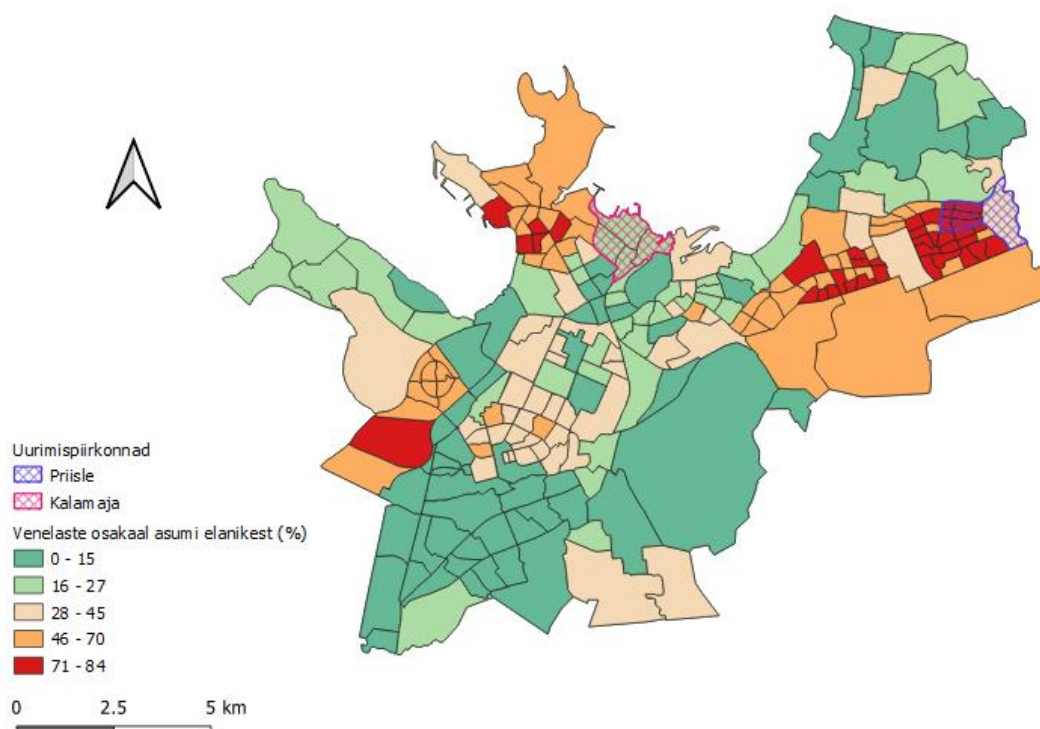 Uurimispiirkonnad
Priisle
Kalamaja
Venelaste osakaal asumi elanikest (%)
0 - 15
16 - 27
28 - 45
46 - 70
71 - 84
0 2.5 5 km